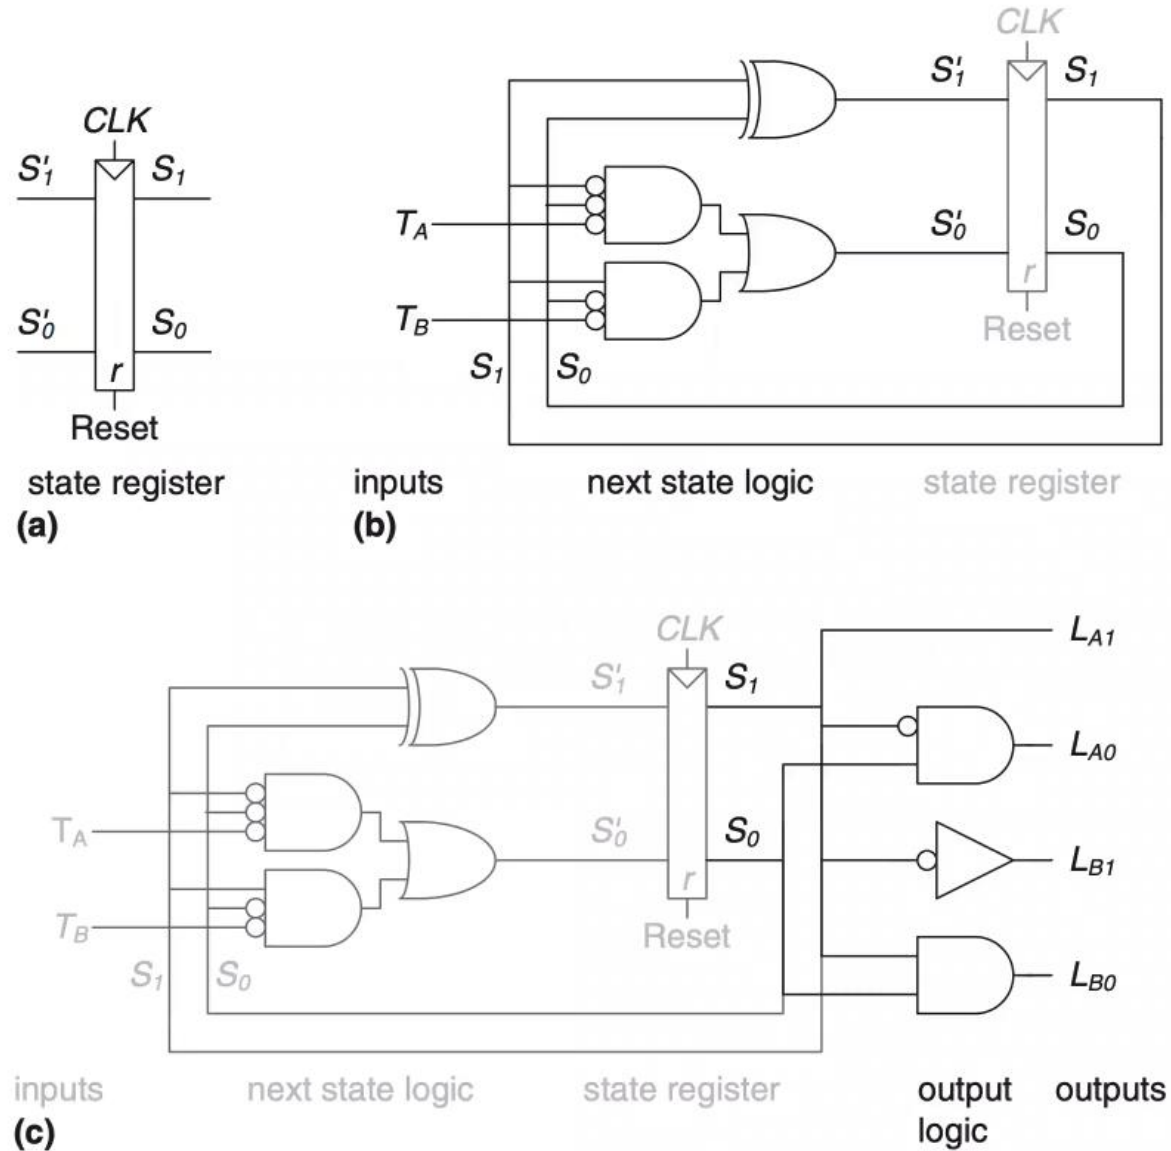 CLK
S'1 S1
S'0 S0
r
Reset
state register
(a)
CLK
S'1 S1
TA
S'0 S0
r
TB
Reset
S1 S0
inputs next state logic state register
(b)
CLK
LA1
S'1 S1
LA0
TA
S'0 S0
LB1
r
TB
Reset
S1 S0
LB0
inputs next state logic state register output logic outputs
(c)